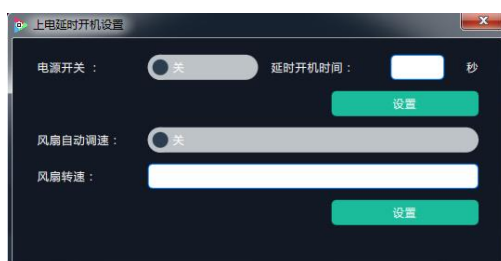 上电延时开机设置
电源开关 : 关 延时开机时间 : 秒
设置
风扇自动调速 : 关
风扇转速 :
设置